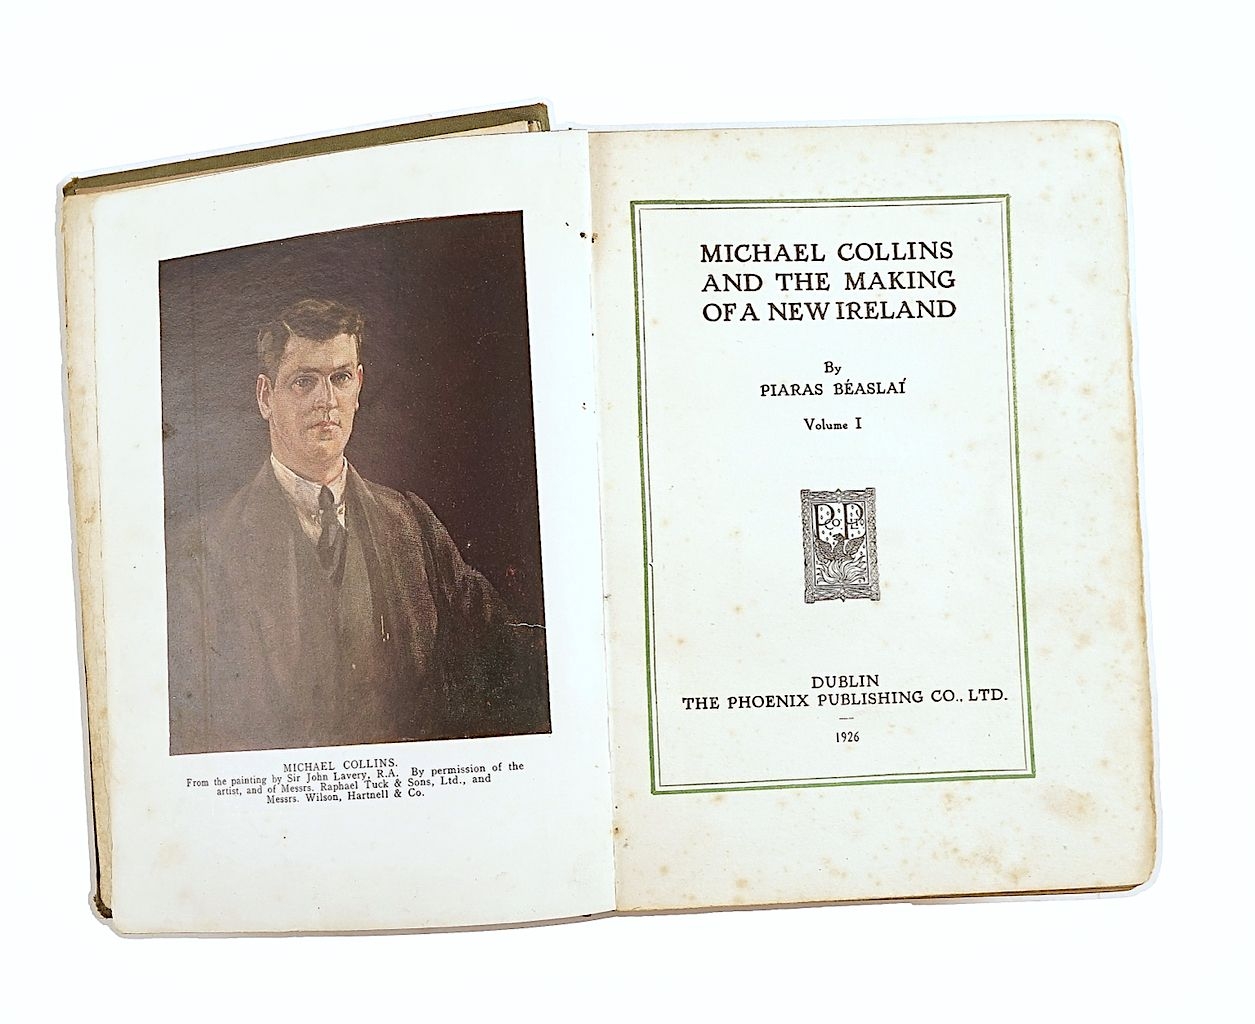 MICHAEL COLLINS.
From the painting by Sir John Lavery, R.A. By permission of the
artist, and of Messrs. Raphael Tuck & Sons, Ltd., and
Messrs. Wilson, Hartnell & Co.
MICHAEL COLLINS
AND THE MAKING
OF A NEW IRELAND
By
PIARAS BÉASLAÍ
Volume I
P Co P Ld
DUBLIN
THE PHOENIX PUBLISHING CO., LTD.
1926